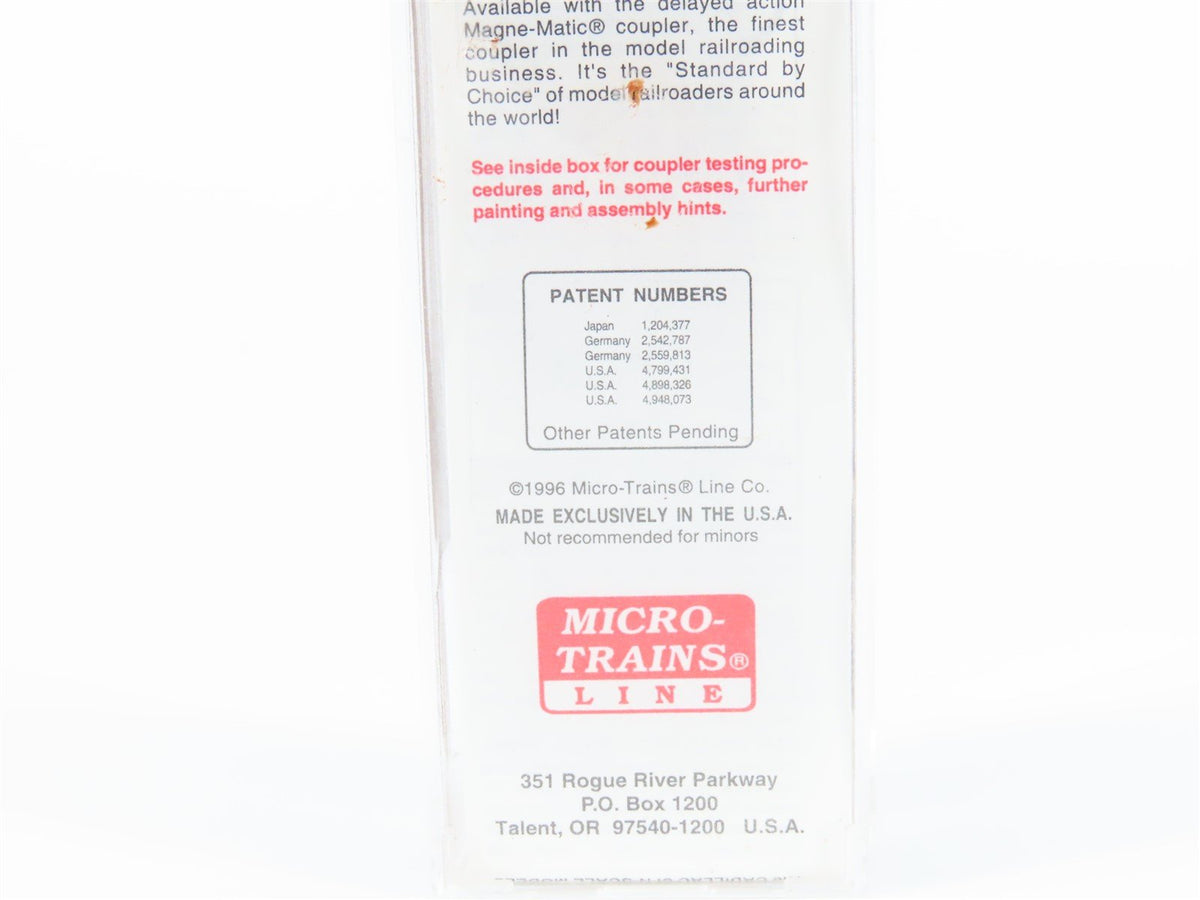 Available with the delayed action
Magne-Matic® coupler, the finest
coupler in the model railroading
business. It's the "Standard by
Choice" of model railroaders around
the world!
See inside box for coupler testing pro-
cedures and, in some cases, further
painting and assembly hints.
PATENT NUMBERS
Japan 1,204,377
Germany 2,542,787
Germany 2,559,813
U.S.A. 4,799,431
U.S.A. 4,898,326
U.S.A. 4,948,073
Other Patents Pending
©1996 Micro-Trains® Line Co.
MADE EXCLUSIVELY IN THE U.S.A.
Not recommended for minors
MICRO-
TRAINS®
LINE
351 Rogue River Parkway
P.O. Box 1200
Talent, OR 97540-1200 U.S.A.